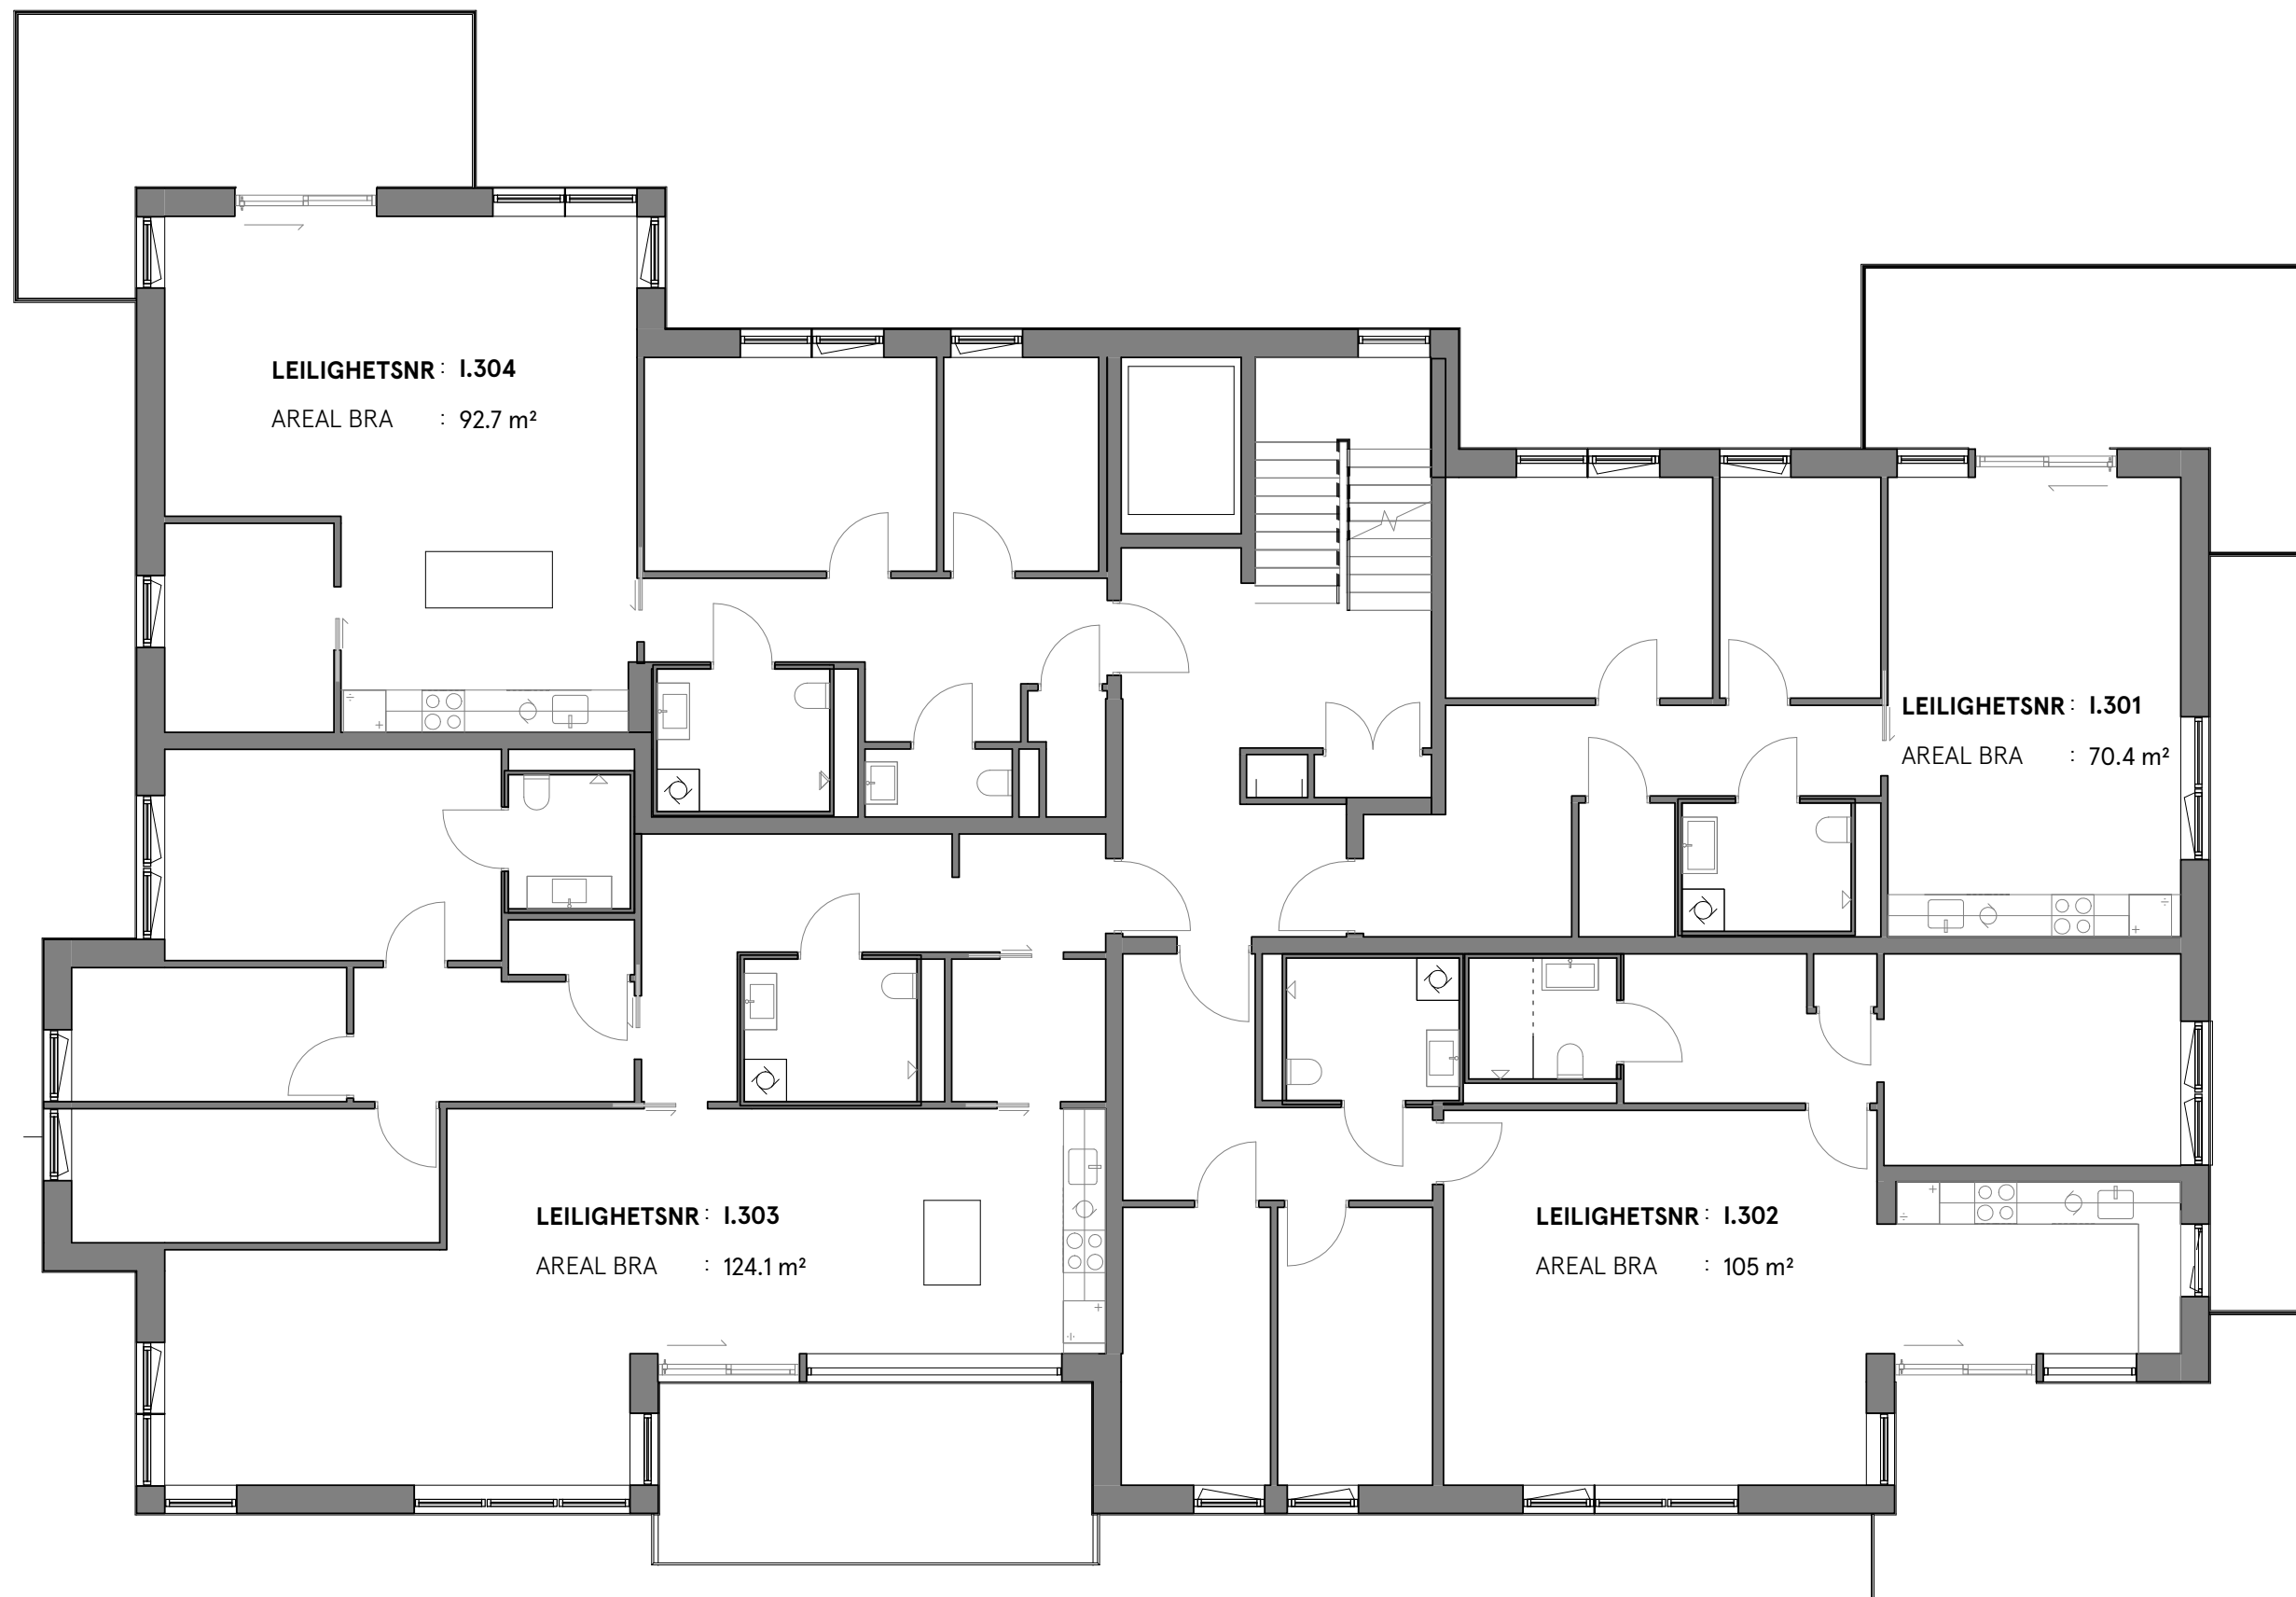 LEILIGHETSNR : I.304
AREAL BRA : 92.7 m²
LEILIGHETSNR : I.301
AREAL BRA : 70.4 m²
LEILIGHETSNR : I.303
AREAL BRA : 124.1 m²
LEILIGHETSNR : I.302
AREAL BRA : 105 m²